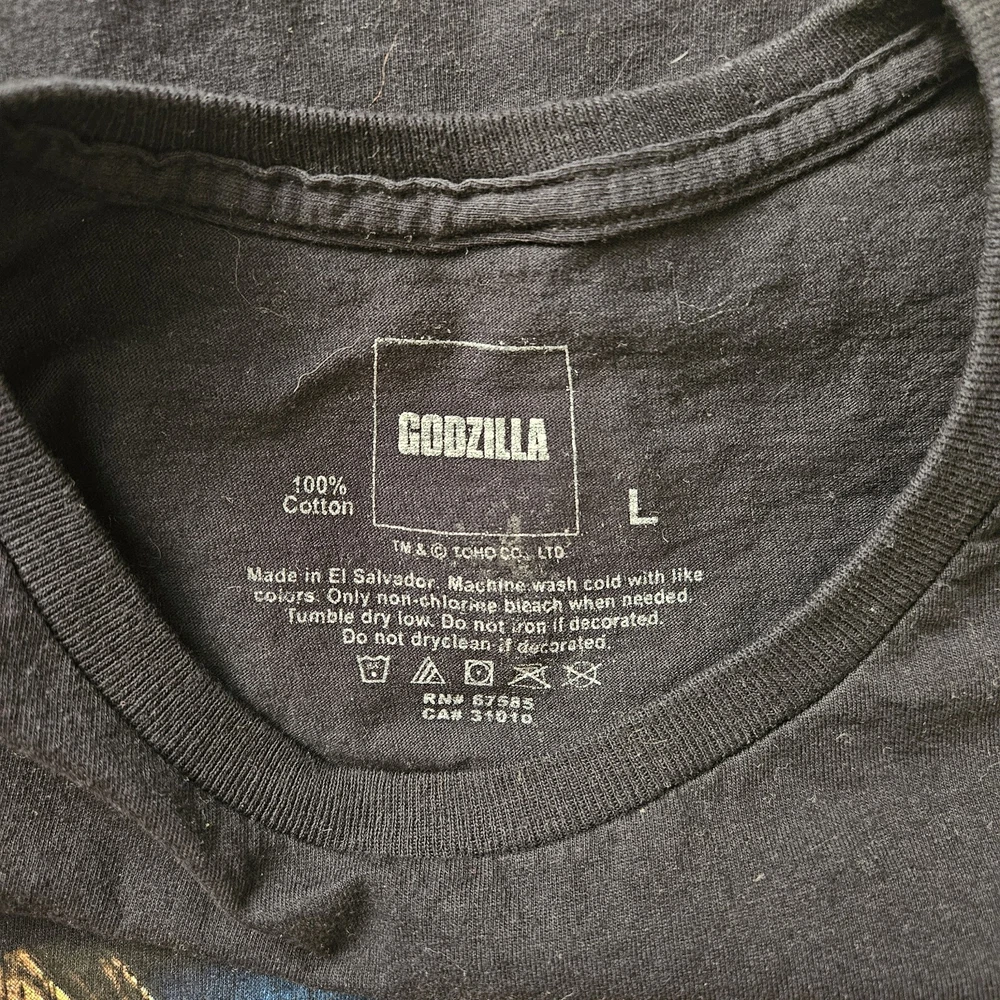 GODZILLA
100%
Cotton
L
TM & © TOHO CO., LTD
Made in El Salvador. Machine wash cold with like
colors. Only non-chlorine bleach when needed.
Tumble dry low. Do not iron if decorated.
Do not dryclean if decorated.
RN# 67585
CA# 31010